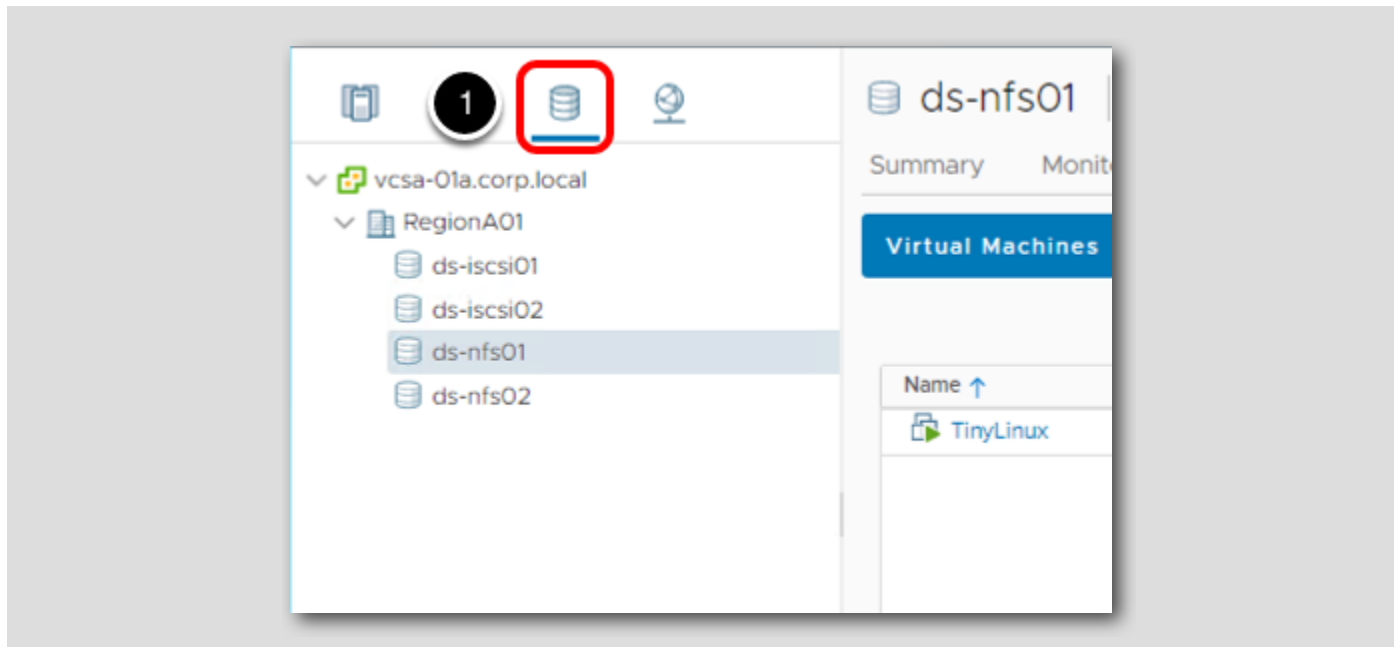 1
vcsa-01a.corp.local
RegionA01
ds-iscsi01
ds-iscsi02
ds-nfs01
ds-nfs02
ds-nfs01
Summary Monit
Virtual Machines
Name
TinyLinux